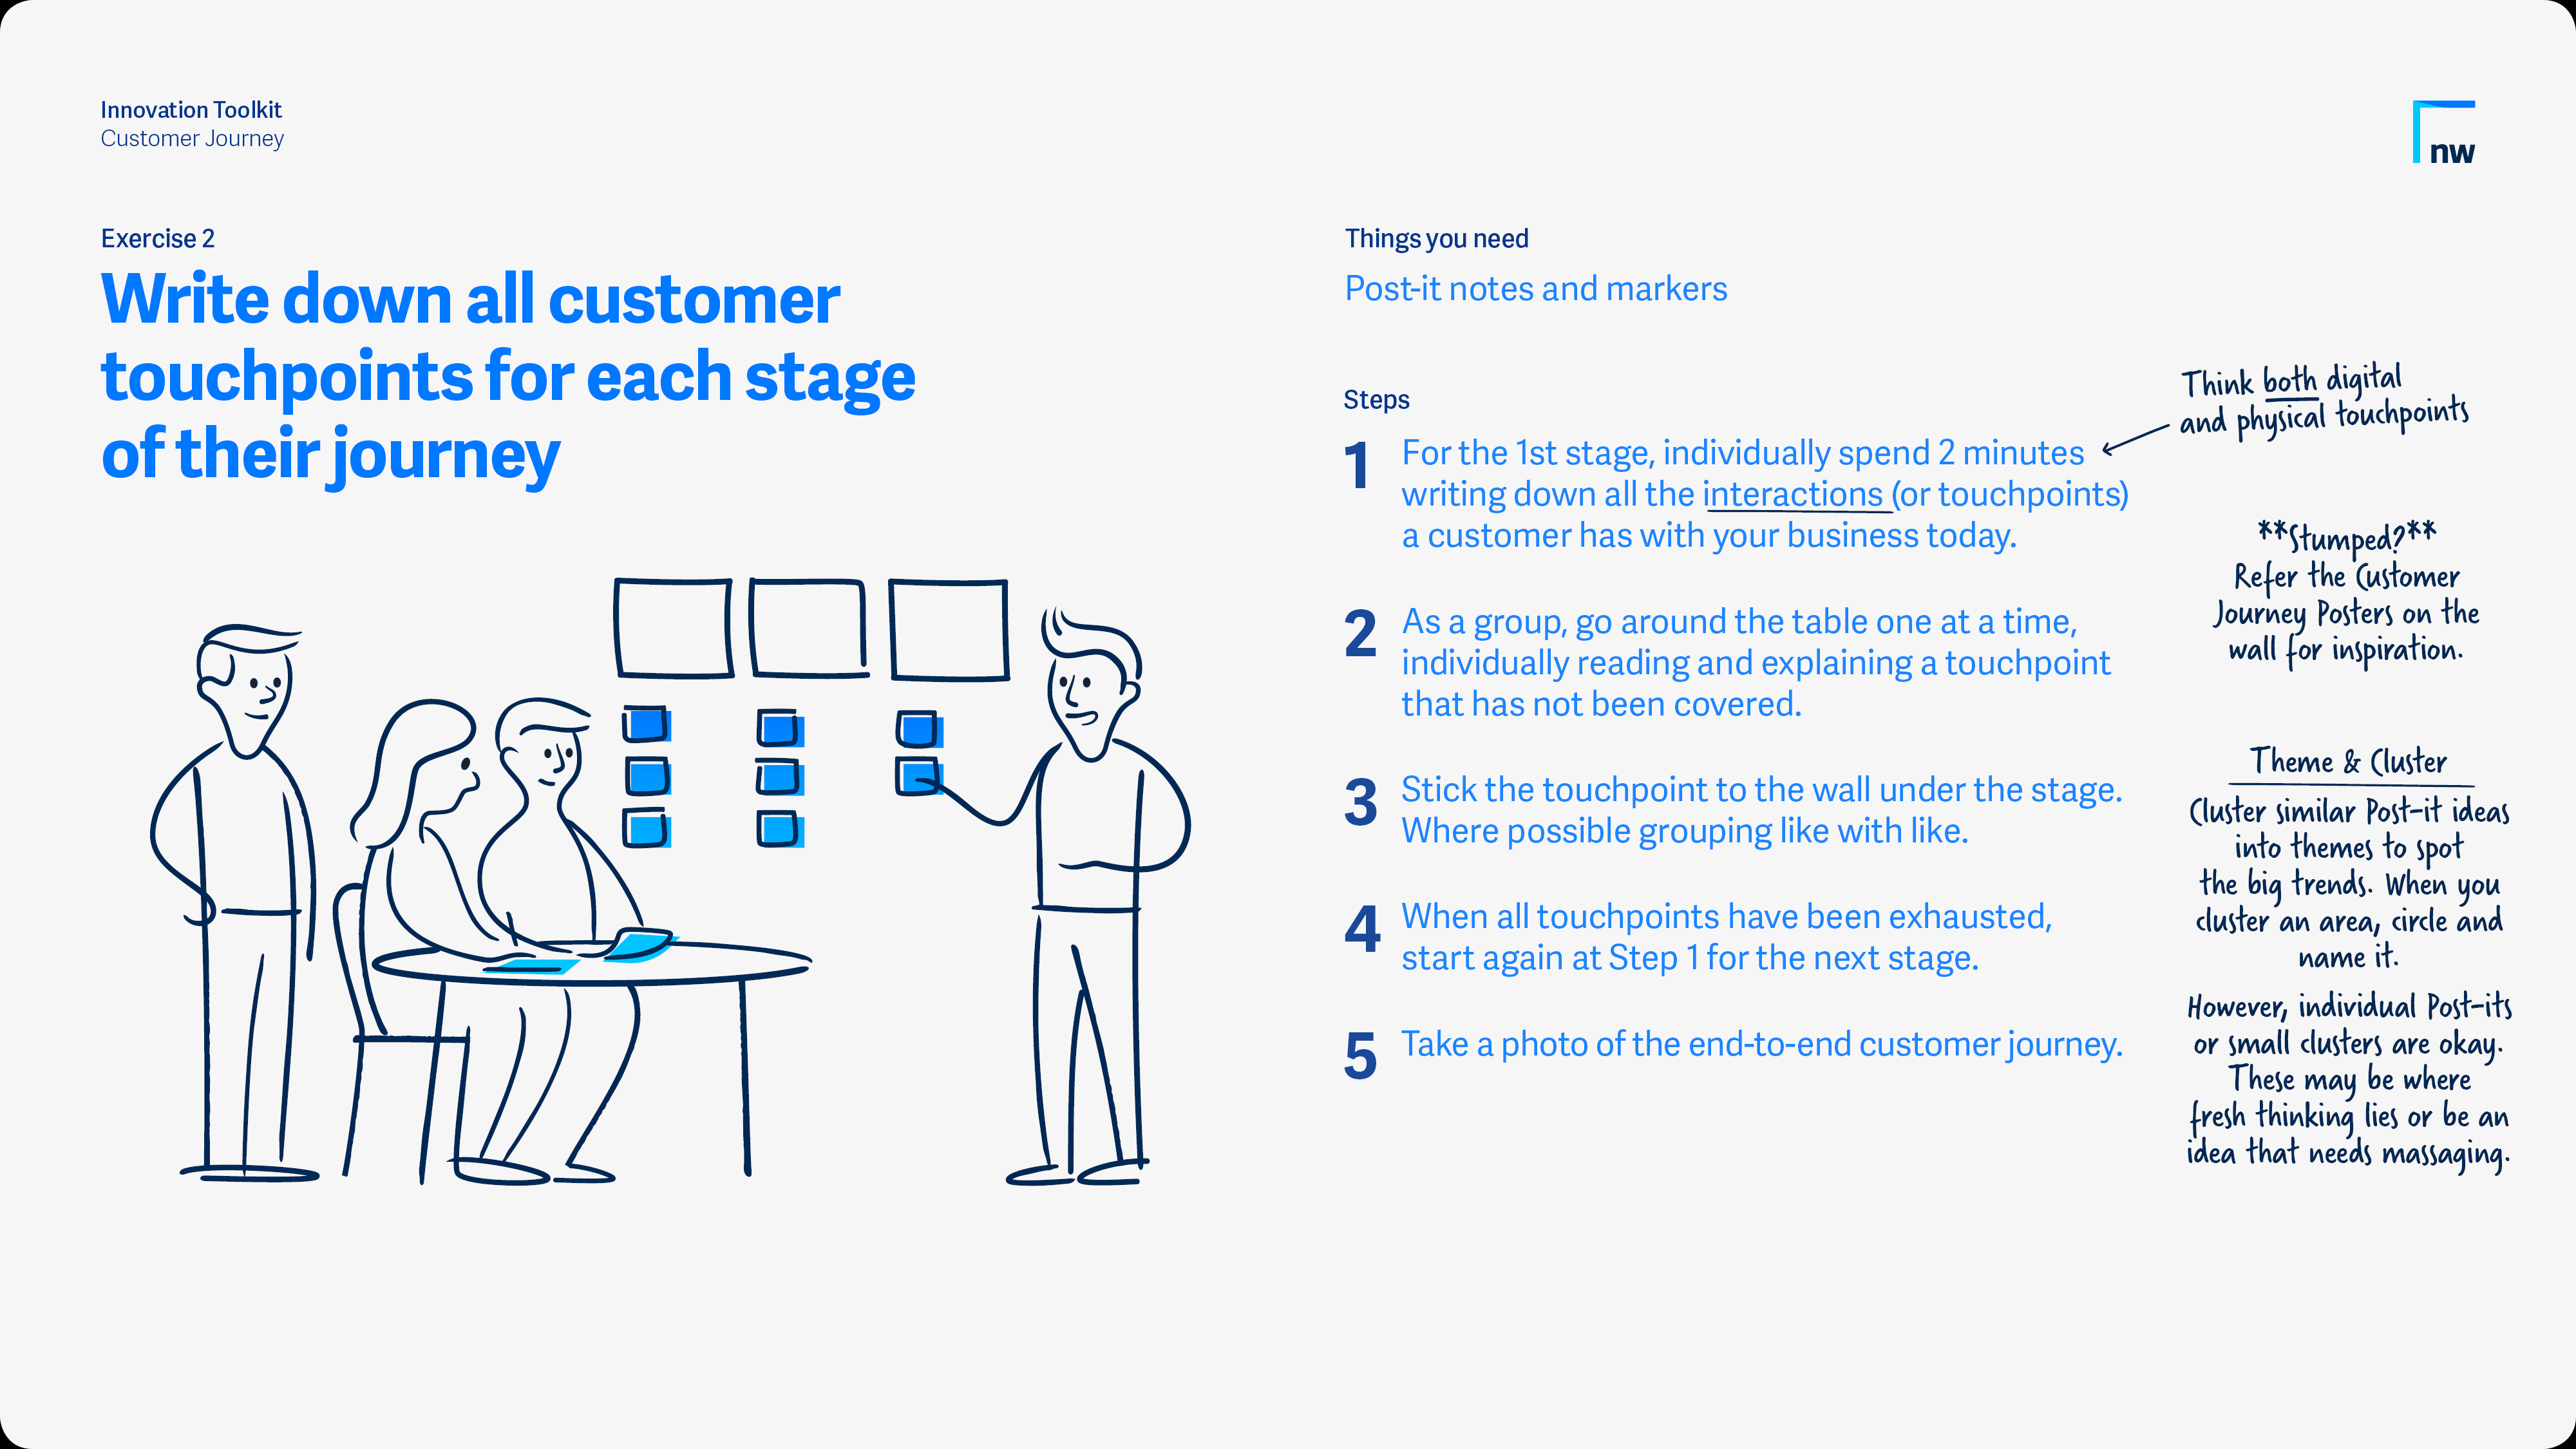 Innovation Toolkit
Customer Journey
nw
Exercise 2
Write down all customer
touchpoints for each stage
of their journey
Things you need
Post-it notes and markers
Steps
1
For the 1st stage, individually spend 2 minutes
writing down all the interactions (or touchpoints)
a customer has with your business today.
2
As a group, go around the table one at a time,
individually reading and explaining a touchpoint
that has not been covered.
3
Stick the touchpoint to the wall under the stage.
Where possible grouping like with like.
4
When all touchpoints have been exhausted,
start again at Step 1 for the next stage.
5
Take a photo of the end-to-end customer journey.
Think both digital
and physical touchpoints
**Stumped?**
Refer the Customer
Journey Posters on the
wall for inspiration.
Theme & Cluster
Cluster similar Post-it ideas
into themes to spot
the big trends. When you
cluster an area, circle and
name it.
However, individual Post-its
or small clusters are okay.
These may be where
fresh thinking lies or be an
idea that needs massaging.